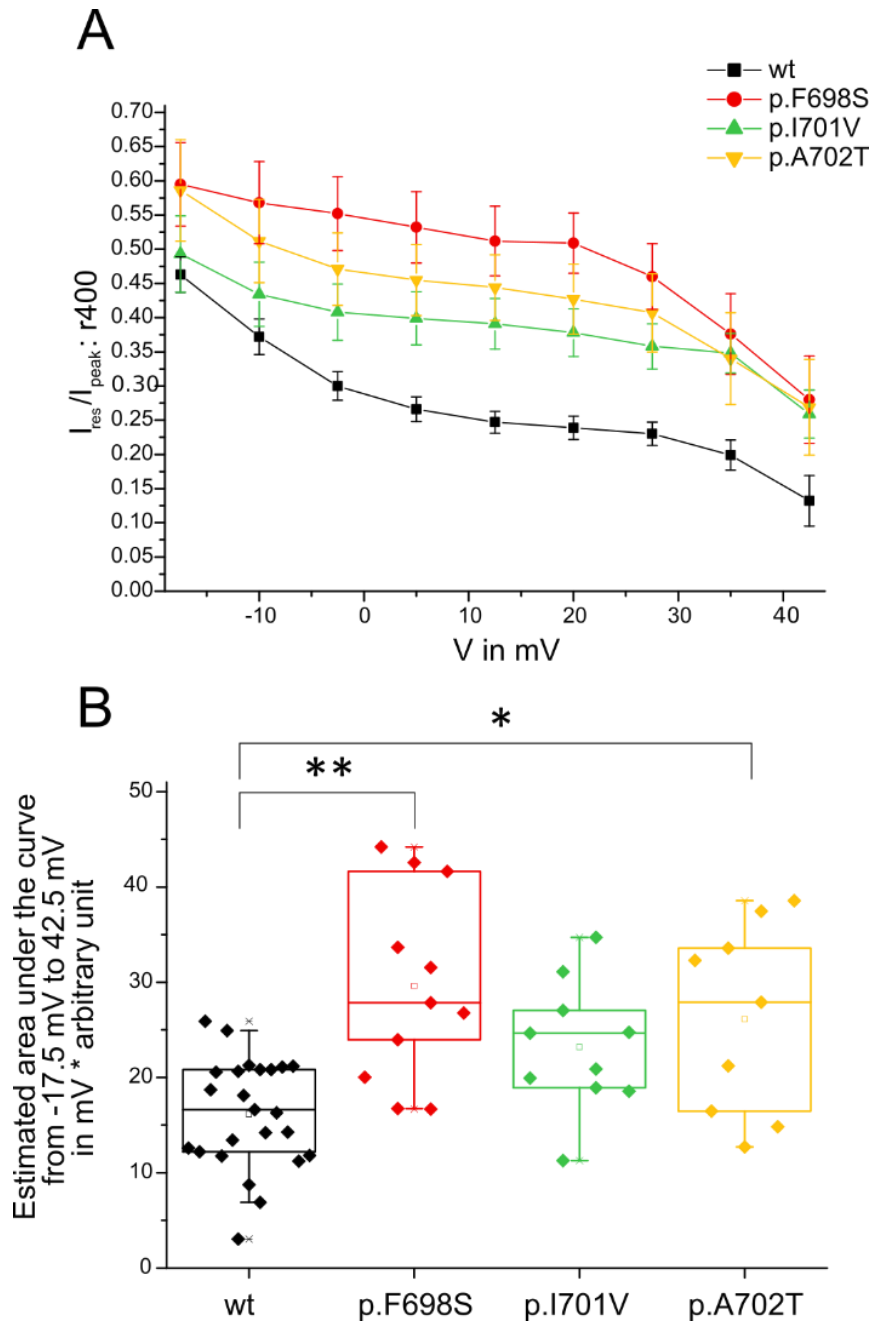 A
wt
p.F698S
p.I701V
p.A702T
0.70
0.65
0.60
0.55
0.50
0.45
0.40
0.35
0.30
0.25
0.20
0.15
0.10
0.05
0.00
I_res/I_peak: r400
-10 0 10 20 30 40
V in mV
B
*
**
50
40
30
20
10
0
Estimated area under the curve
from -17.5 mV to 42.5 mV
in mV * arbitrary unit
wt p.F698S p.I701V p.A702T